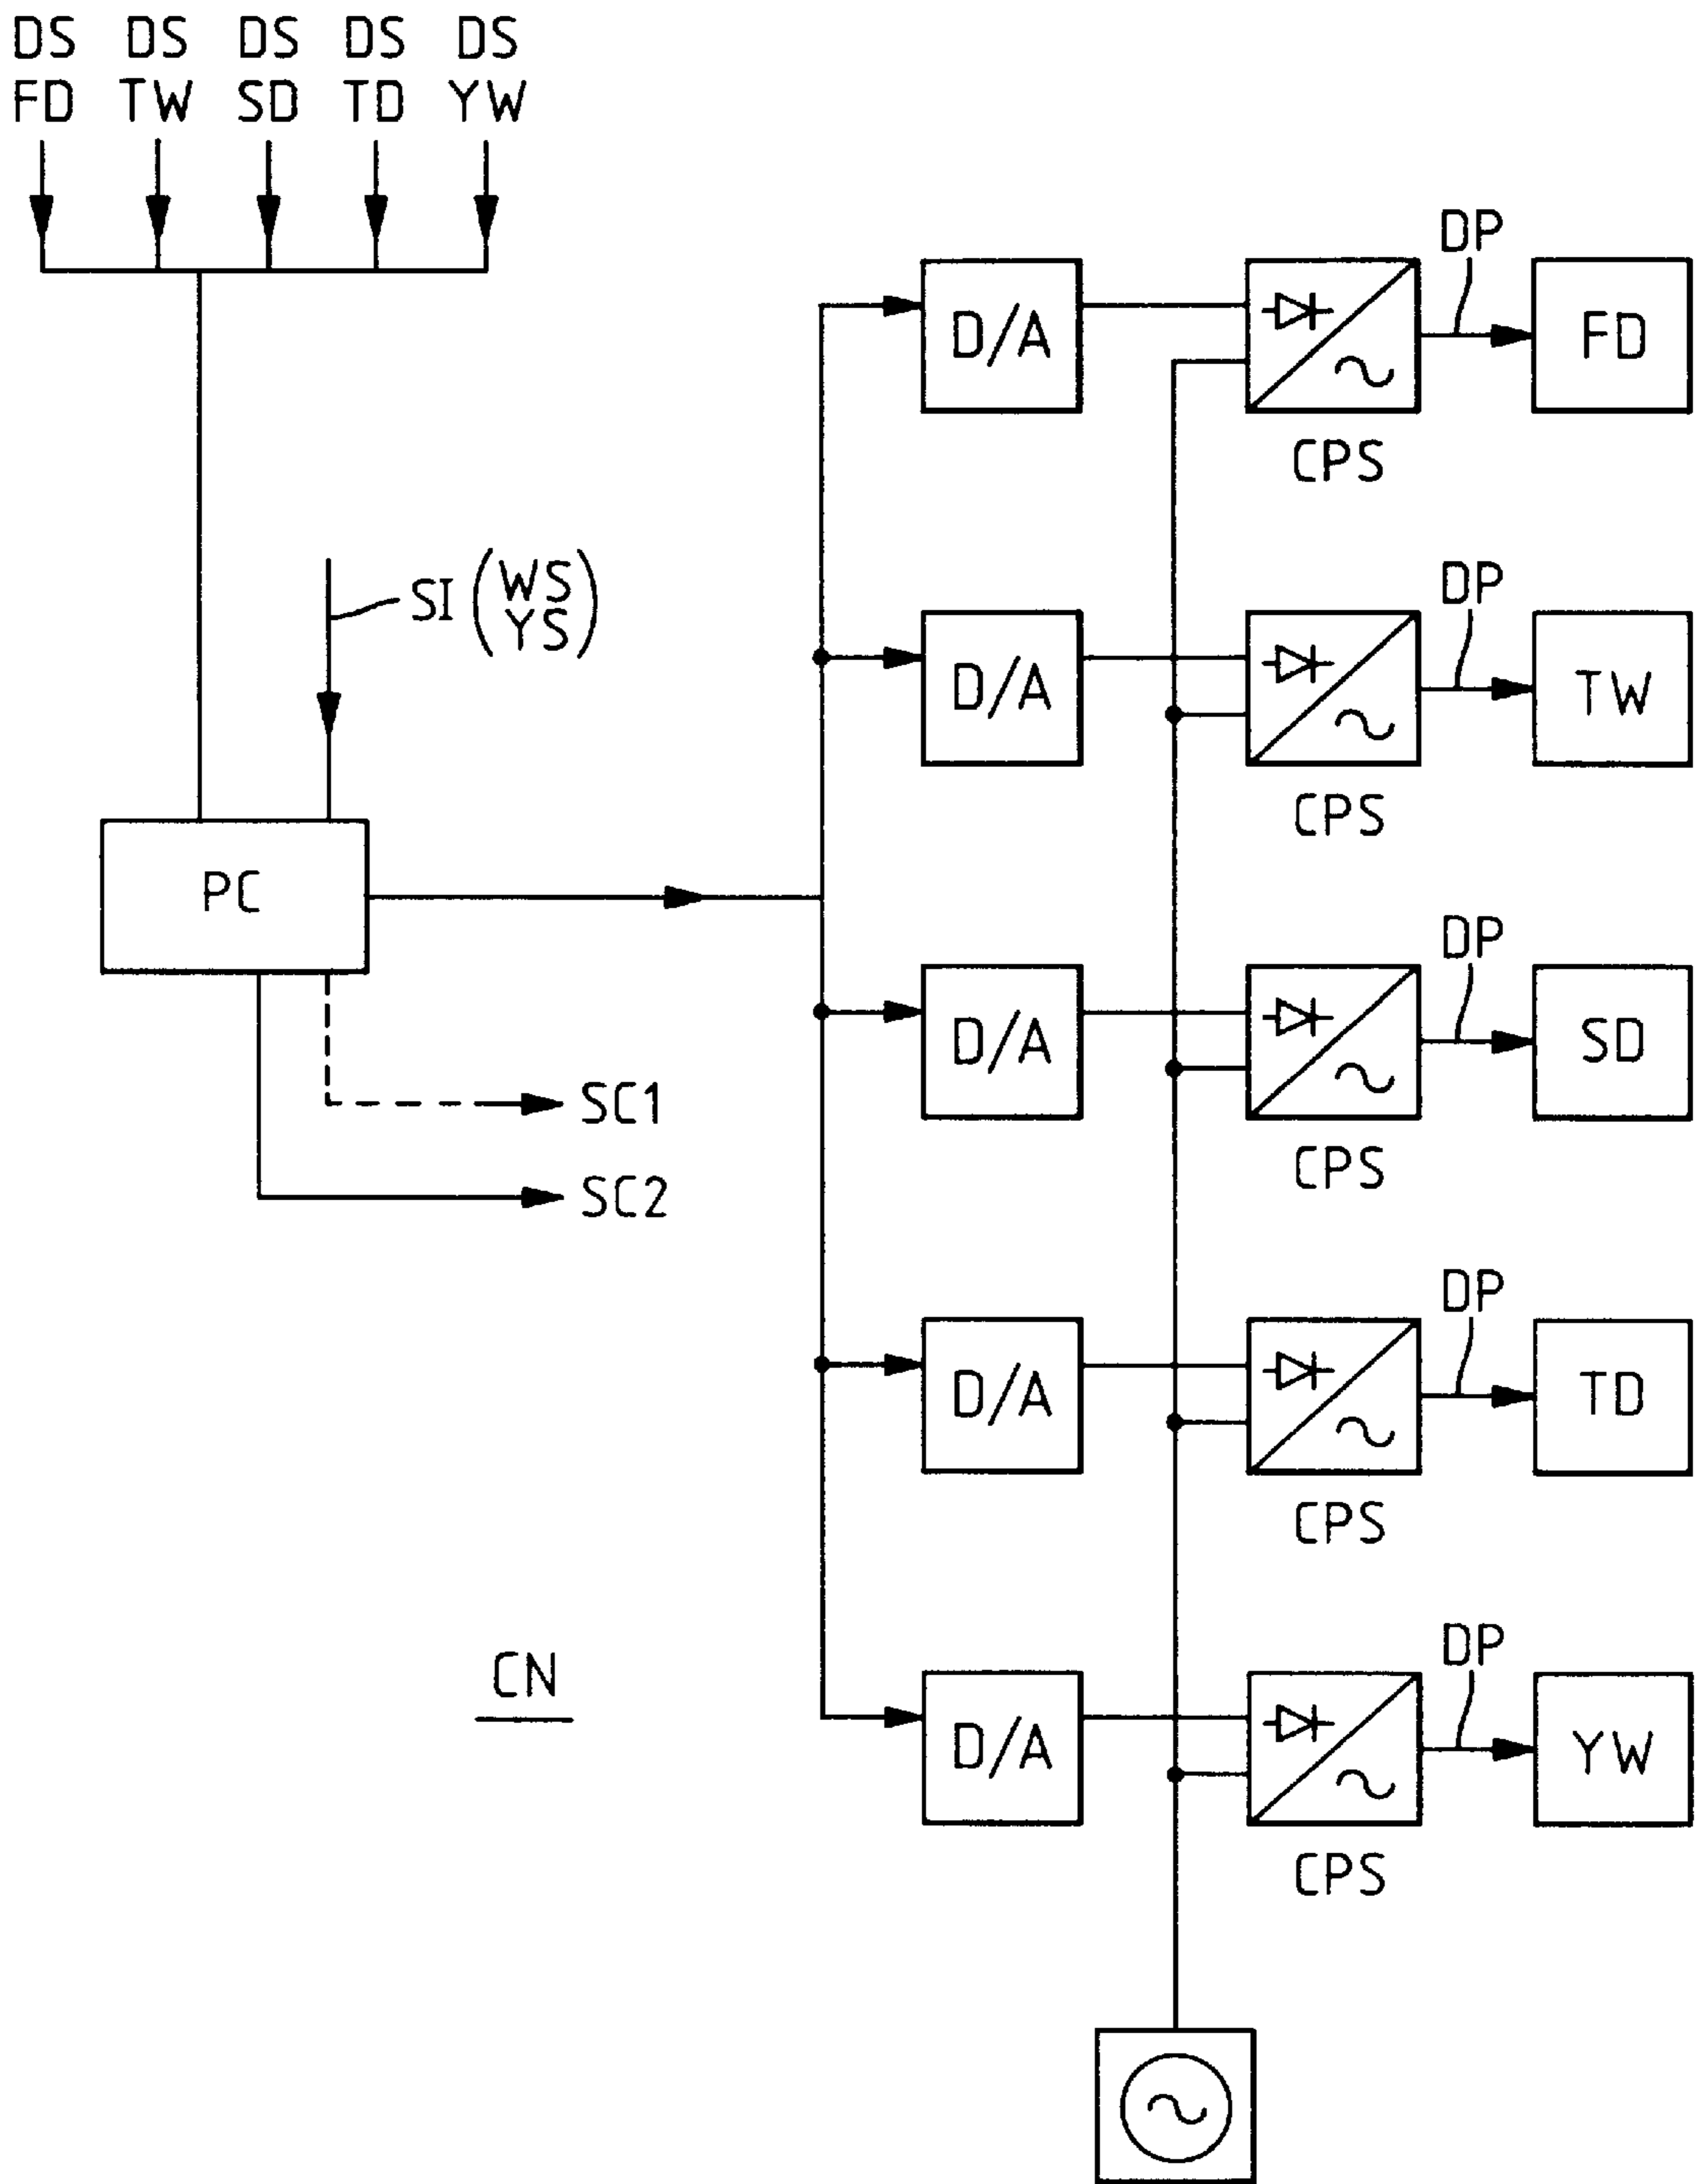 DS DS DS DS DS
FD TW SD TD YW
DP
D/A FD
CPS
SI (WS
YS)
DP
D/A TW
CPS
PC
DP
D/A SD
CPS
SC1
SC2
DP
D/A TD
CPS
CN
DP
D/A YW
CPS